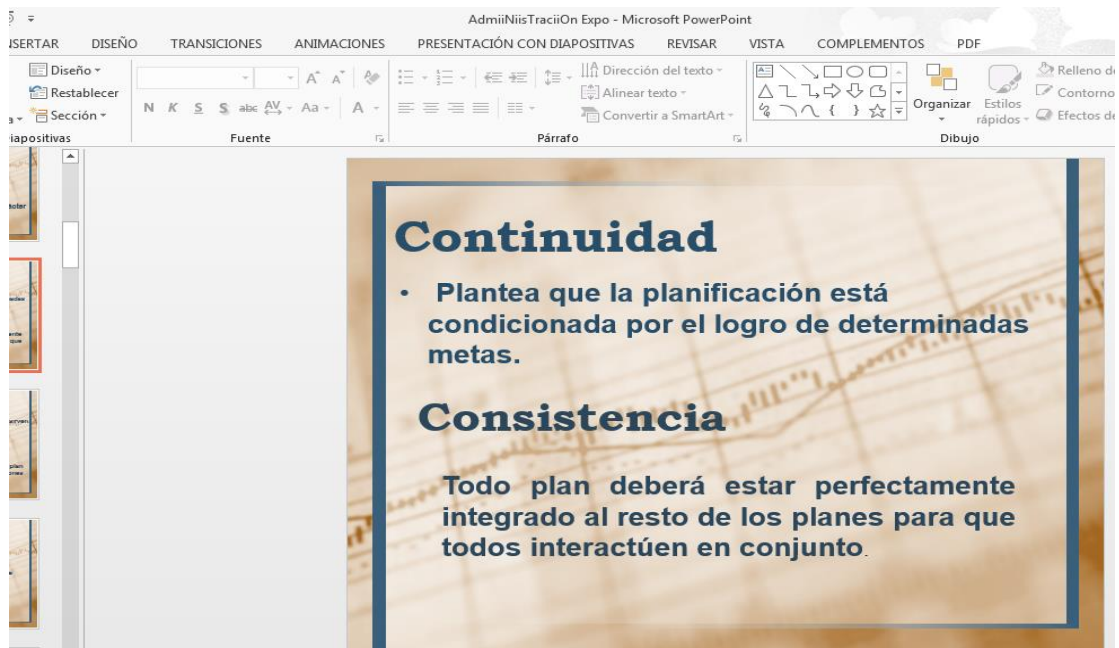 AdmiiNiisTraciiOn Expo - Microsoft PowerPoint
DISEÑO TRANSICIONES ANIMACIONES PRESENTACIÓN CON DIAPOSITIVAS REVISAR VISTA COMPLEMENTOS PDF
Diseño
Restablecer
Sección
N K S S abc AV Aa A
Fuente
Dirección del texto
Alinear texto
Convertir a SmartArt
Párrafo
Organizar
Estilos
rápidos
Relleno
Contorno
Efectos
Dibujo
Continuidad
• Plantea que la planificación está
condicionada por el logro de determinadas
metas.
Consistencia
Todo plan deberá estar perfectamente
integrado al resto de los planes para que
todos interactúen en conjunto.